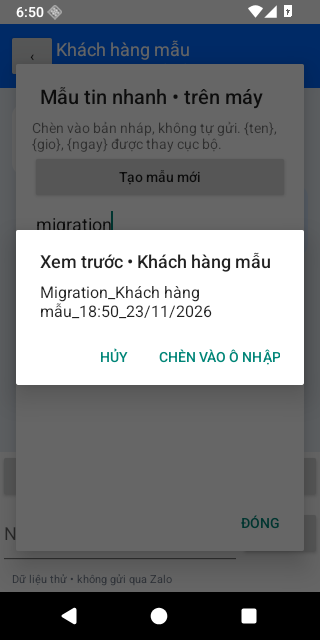 6:50
Khách hàng mẫu
Mẫu tin nhanh • trên máy
Chèn vào bản nháp, không tự gửi. {ten},
{gio}, {ngay} được thay cục bộ.
Tạo mẫu mới
migration
Xem trước • Khách hàng mẫu
Migration_Khách hàng
mẫu_18:50_23/11/2026
HỦY
CHÈN VÀO Ô NHẬP
ĐÓNG
N
Dữ liệu thử • không gửi qua Zalo